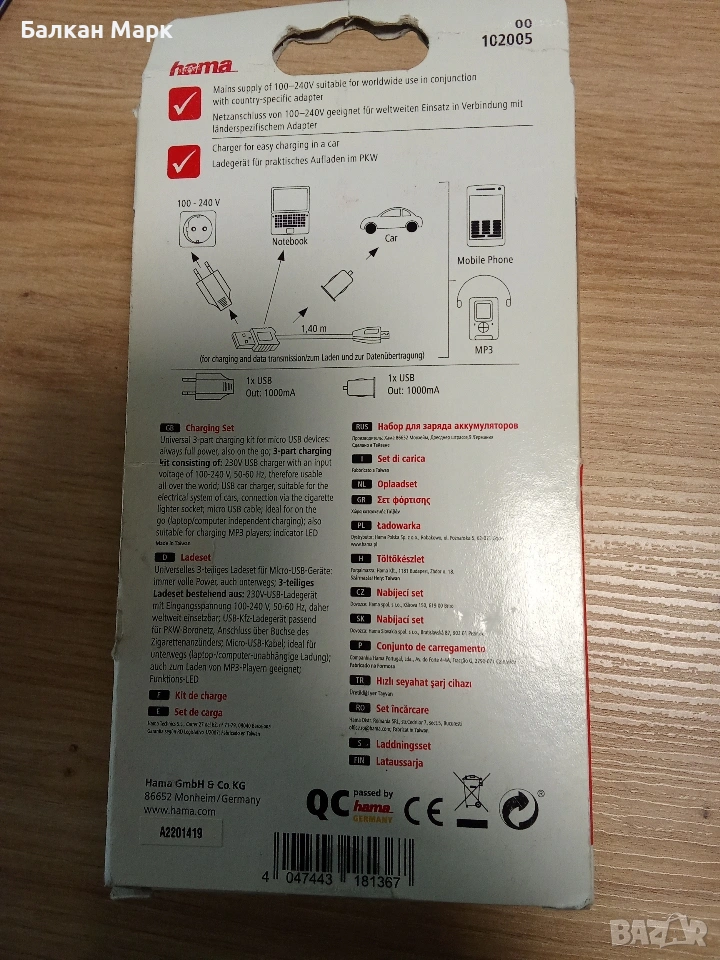 Балкан Марк
00
102005
hama
Mains supply of 100–240V suitable for worldwide use in conjunction
with country-specific adapter
Netzanschluss von 100–240V geeignet für weltweiten Einsatz in Verbindung mit
länderspezifischem Adapter
Charger for easy charging in a car
Ladegerät für praktisches Aufladen im PKW
100 - 240 V
Notebook
Car
Mobile Phone
1,40 m
MP3
(for charging and data transmission/zum Laden und zur Datenübertragung)
1x USB
Out: 1000mA
1x USB
Out: 1000mA
GB Charging Set
Universal 3-part charging kit for micro USB devices:
always full power, also on the go; 3-part charging
kit consisting of: 230V USB charger with an input
voltage of 100-240 V, 50-60 Hz, therefore usable
all over the world; USB car charger, suitable for the
electrical system of cars, connection via the cigarette
lighter socket; micro USB cable; ideal for on the
go (laptop/computer independent charging); also
suitable for charging MP3 players; indicator LED
Made in Taiwan
D Ladeset
Universelles 3-teiliges Ladeset für Micro-USB-Geräte:
immer volle Power, auch unterwegs; 3-teiliges
Ladeset bestehend aus: 230V-USB-Ladegerät
mit Eingangsspannung 100-240 V, 50-60 Hz, daher
weltweit einsetzbar; USB-Kfz-Ladegerät passend
für PKW-Bordnetz, Anschluss über Buchse des
Zigarettenanzünders; Micro-USB-Kabel; ideal für
unterwegs (laptop-/computer-unabhängige Ladung);
auch zum Laden von MP3-Playern geeignet;
Funktions-LED
F Kit de charge
E Set de carga
RUS Набор для заряда аккумуляторов
Сделано в Тайване
I Set di carica
Fabbricato a Taiwan
NL Oplaadset
GR Σετ φόρτισης
PL Ładowarka
www.hama.pl
H Töltőkészlet
CZ Nabíjecí set
SK Nabíjací set
P Conjunto de carregamento
Fabricado na Formosa
TR Hızlı seyahat şarj cihazı
RO Set încărcare
S Laddningsset
FIN Lataussarja
Hama GmbH & Co KG
86652 Monheim/Germany
www.hama.com
A2201419
QC passed by
hama
GERMANY
CE
4 047443 181367
BAZAR